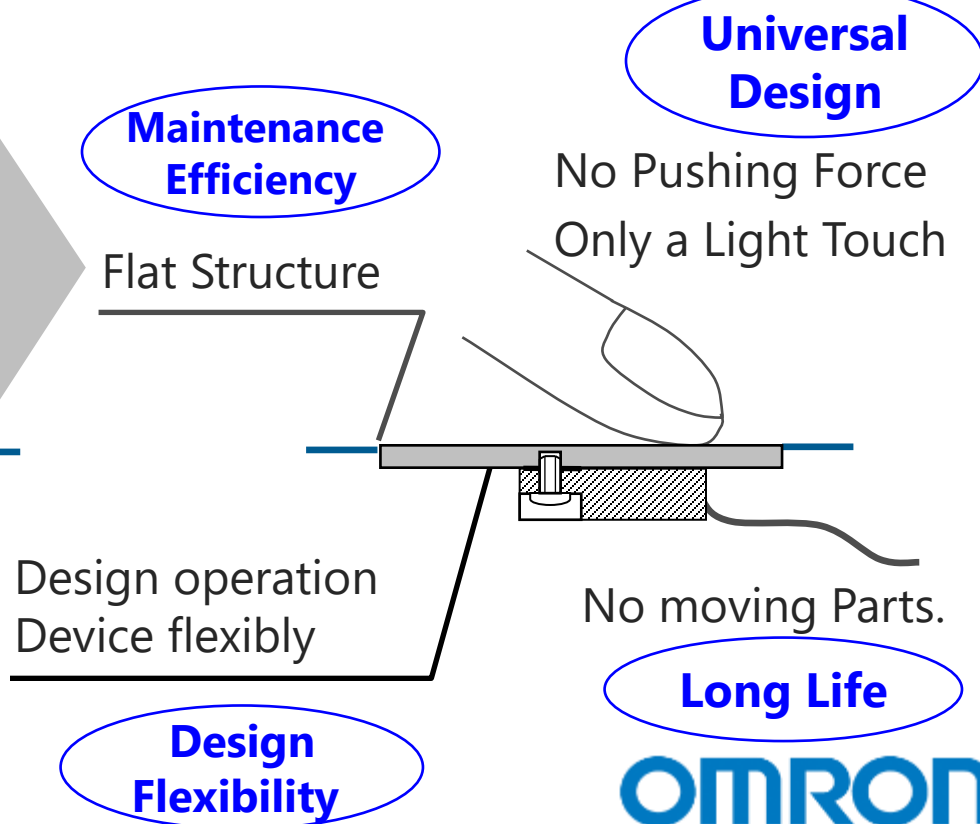 Universal
Design
Maintenance
Efficiency
No Pushing Force
Only a Light Touch
Flat Structure
Design operation
Device flexibly
No moving Parts.
Long Life
Design
Flexibility
OMRON